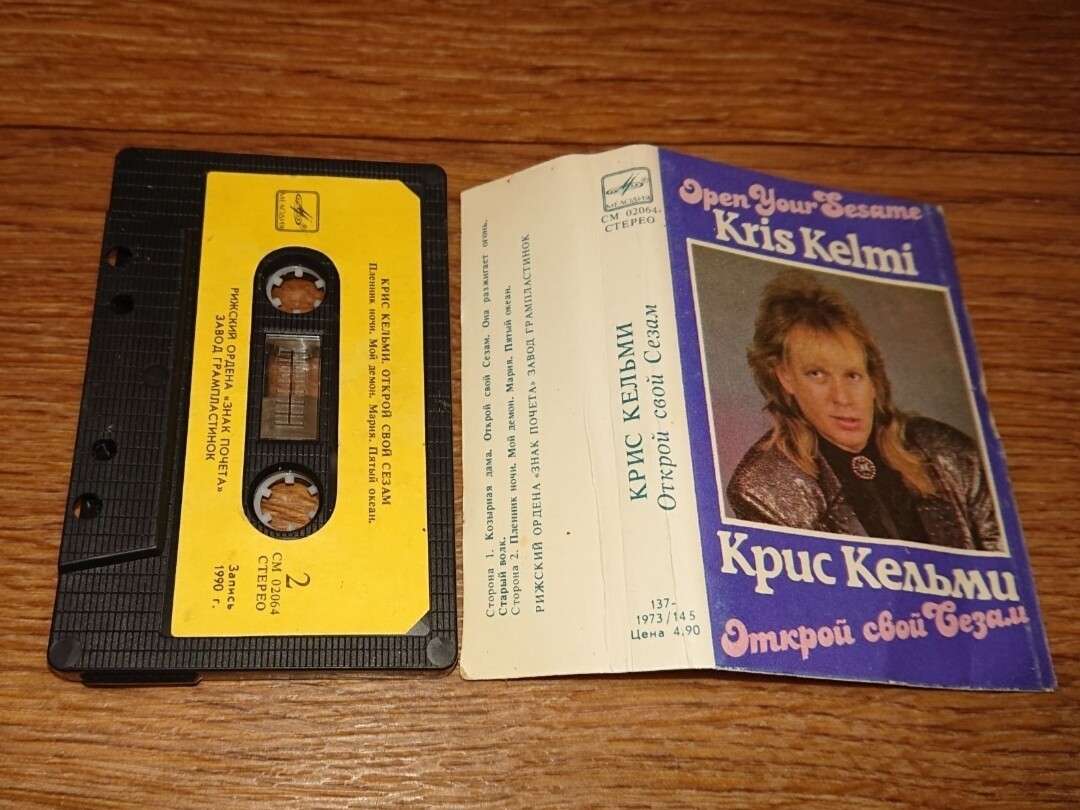 МЕЛОДИЯ
КРИС КЕЛЬМИ. ОТКРОЙ СВОЙ СЕЗАМ
Пленник ночи. Мой демон. Мария. Пятый океан.
РИЖСКИЙ ОРДЕНА «ЗНАК ПОЧЕТА»
ЗАВОД ГРАМПЛАСТИНОК
2
СМ 02064
СТЕРЕО
Запись
1990 г.
Сторона 1. Козырная дама. Открой свой Сезам. Она разжигает огонь.
Старый волк.
Сторона 2. Пленник ночи. Мой демон. Мария. Пятый океан.
РИЖСКИЙ ОРДЕНА «ЗНАК ПОЧЕТА» ЗАВОД ГРАМПЛАСТИНОК
МЕЛОДИЯ
СМ 02064.
СТЕРЕО
КРИС КЕЛЬМИ
Открой свой Сезам
137-
1973/145
Цена 4,90
Open Your Sesame
Kris Kelmi
Крис Кельми
Открой свой Сезам